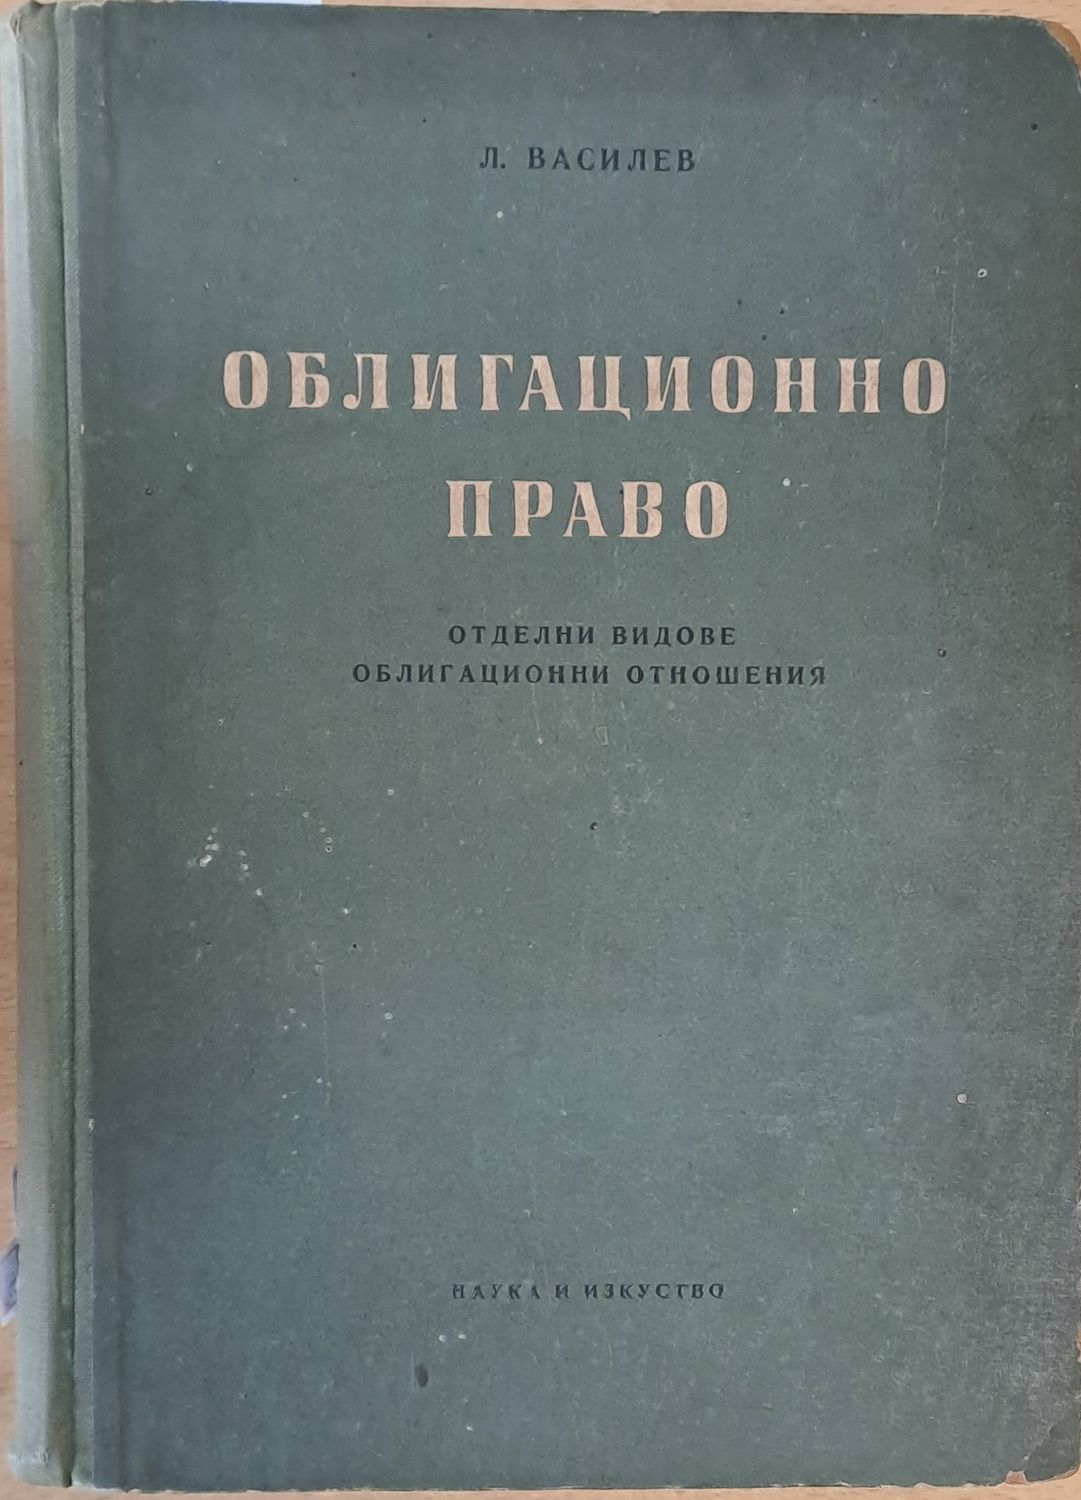 Л. ВАСИЛЕВ
ОБЛИГАЦИОННО
ПРАВО
ОТДЕЛНИ ВИДОВЕ
ОБЛИГАЦИОННИ ОТНОШЕНИЯ
НАУКА И ИЗКУСТВО